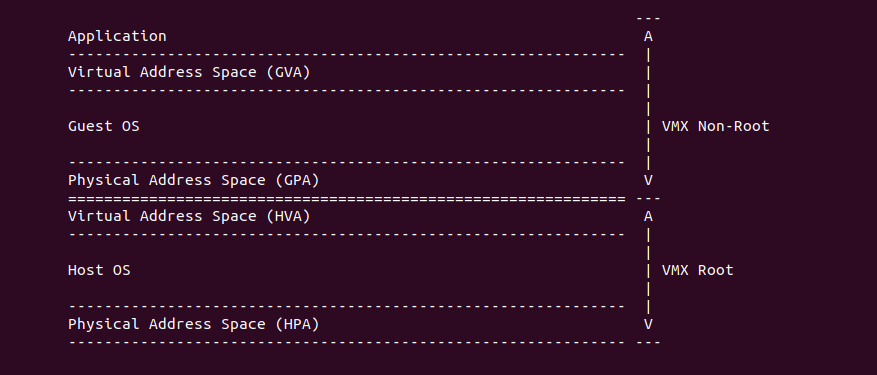 ---
Application                                                     A
--------------------------------------------------------------  |
Virtual Address Space (GVA)                                     |
--------------------------------------------------------------  |
                                                                |
Guest OS                                                        | VMX Non-Root
                                                                |
--------------------------------------------------------------  |
Physical Address Space (GPA)                                    V
============================================================== ---
Virtual Address Space (HVA)                                     A
--------------------------------------------------------------  |
                                                                |
Host OS                                                         | VMX Root
                                                                |
--------------------------------------------------------------  |
Physical Address Space (HPA)                                    V
-------------------------------------------------------------- ---